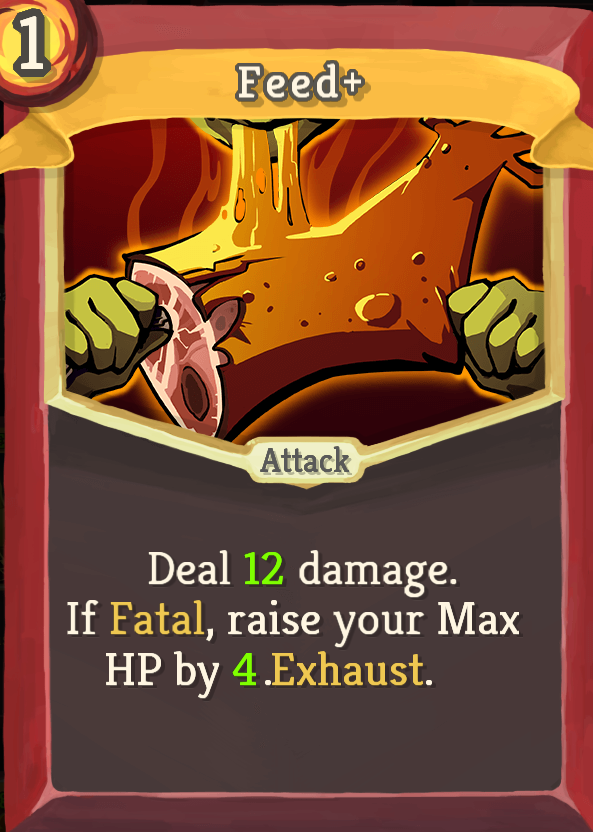 1
Feed+
Attack
Deal 12 damage.
If Fatal, raise your Max
HP by 4.Exhaust.